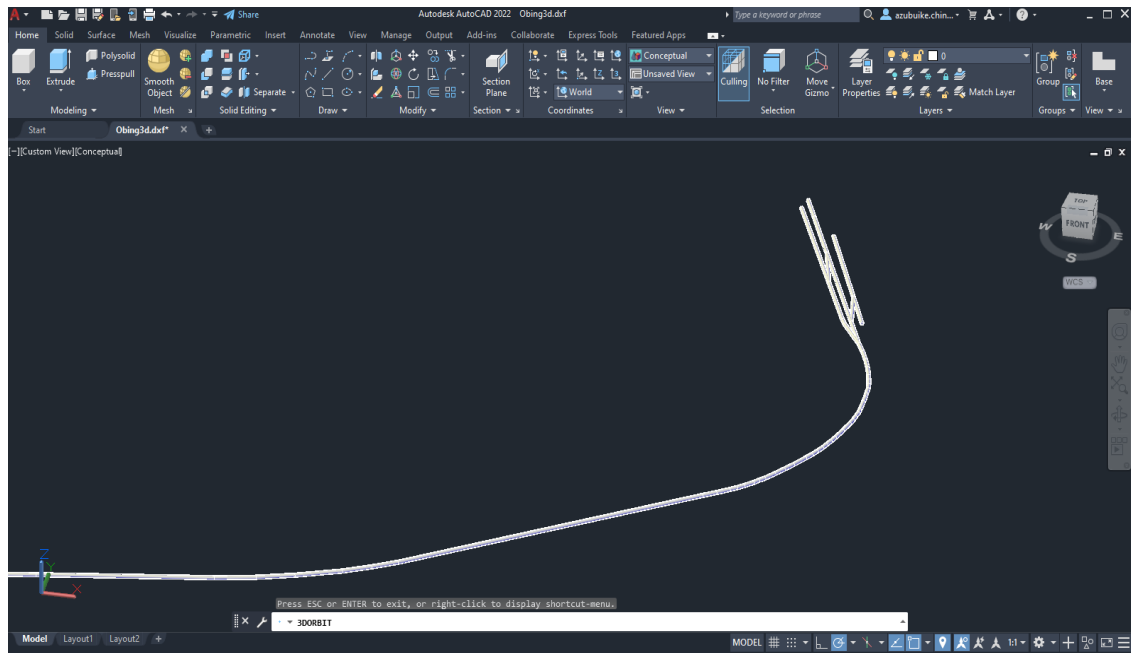 Share
Autodesk AutoCAD 2022 Obing3d.dxf
Type a keyword or phrase
azubuike.chin...
Home Solid Surface Mesh Visualize Parametric Insert Annotate View Manage Output Add-ins Collaborate Express Tools Featured Apps
Box
Extrude
Polysolid
Presspull
Modeling
Smooth
Object
Mesh
Separate
Solid Editing
Draw
Modify
Section
Plane
Section
World
Coordinates
Conceptual
Unsaved View
View
Culling
No Filter
Move
Gizmo
Selection
Layer
Properties
0
Match Layer
Layers
Group
Groups
Base
View
Start
Obing3d.dxf*
[−][Custom View][Conceptual]
TOP
FRONT
W
E
S
WCS
Z
Y
X
Press ESC or ENTER to exit, or right-click to display shortcut-menu.
3DORBIT
Model Layout1 Layout2 +
MODEL
1:1